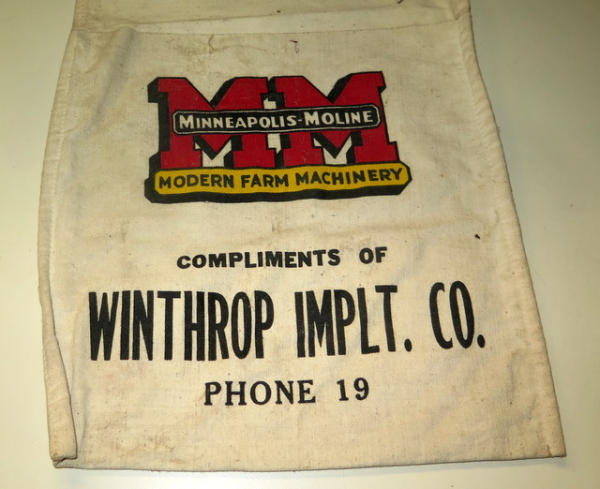 MM
MINNEAPOLIS-MOLINE
MODERN FARM MACHINERY
COMPLIMENTS OF
WINTHROP IMPLT. CO.
PHONE 19